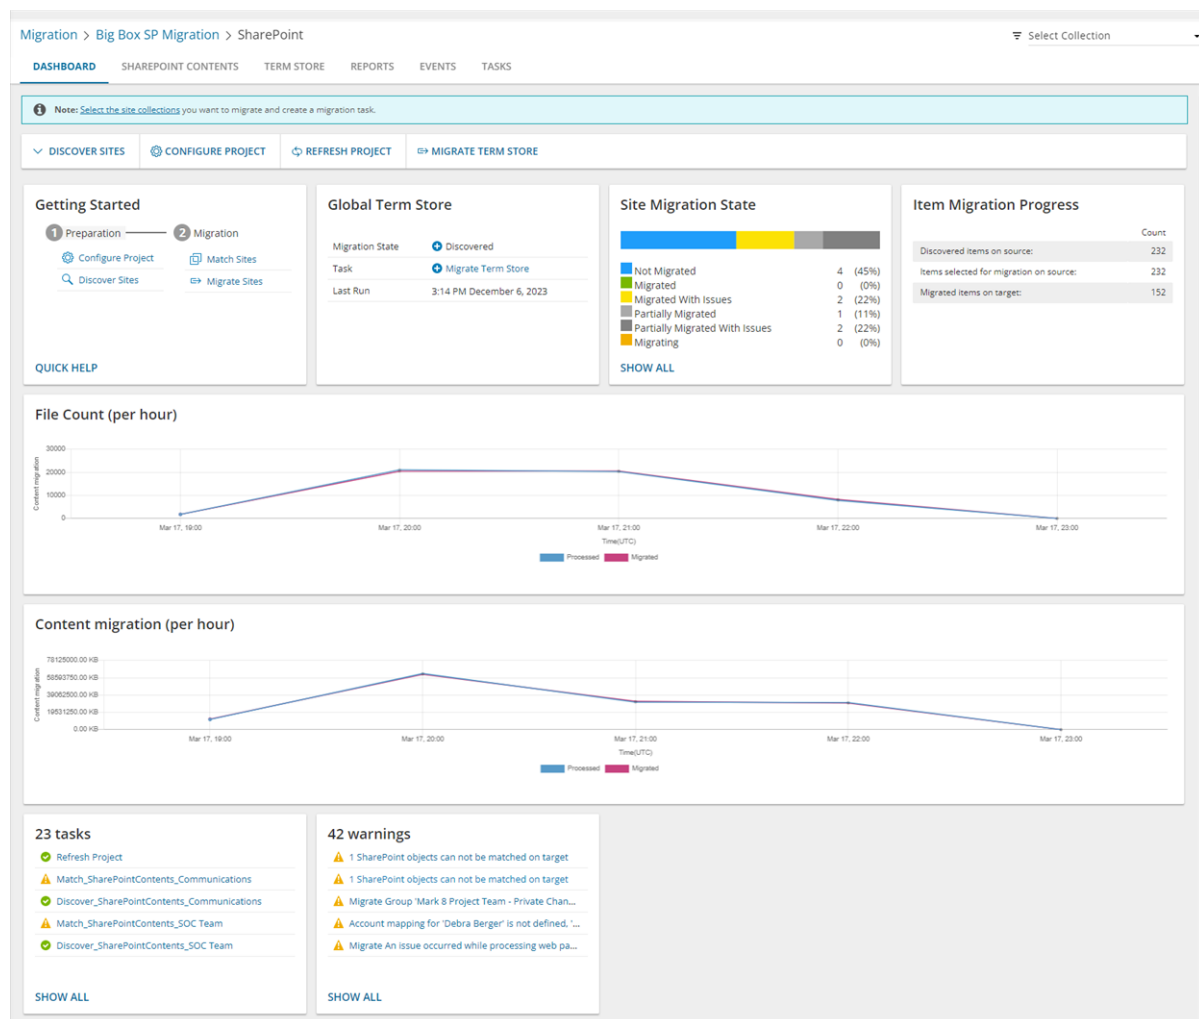 Migration > Big Box SP Migration > SharePoint
Select Collection
DASHBOARD SHAREPOINT CONTENTS TERM STORE REPORTS EVENTS TASKS
Note: Select the site collections you want to migrate and create a migration task.
DISCOVER SITES CONFIGURE PROJECT REFRESH PROJECT MIGRATE TERM STORE
Getting Started
1 Preparation 2 Migration
Configure Project Match Sites
Discover Sites Migrate Sites
QUICK HELP
Global Term Store
Migration State Discovered
Task Migrate Term Store
Last Run 3:14 PM December 6, 2023
Site Migration State
Not Migrated 4 (45%)
Migrated 0 (0%)
Migrated With Issues 2 (22%)
Partially Migrated 1 (11%)
Partially Migrated With Issues 2 (22%)
Migrating 0 (0%)
SHOW ALL
Item Migration Progress
Count
Discovered items on source: 232
Items selected for migration on source: 232
Migrated items on target: 152
File Count (per hour)
Content migration
30000
20000
10000
0
Mar 17, 19:00 Mar 17, 20:00 Mar 17, 21:00 Mar 17, 22:00 Mar 17, 23:00
Time(UTC)
Processed Migrated
Content migration (per hour)
Content migration
78125000.00 KB
58593750.00 KB
39062500.00 KB
19531250.00 KB
0.00 KB
Mar 17, 19:00 Mar 17, 20:00 Mar 17, 21:00 Mar 17, 22:00 Mar 17, 23:00
Time(UTC)
Processed Migrated
23 tasks
Refresh Project
Match_SharePointContents_Communications
Discover_SharePointContents_Communications
Match_SharePointContents_SOC Team
Discover_SharePointContents_SOC Team
SHOW ALL
42 warnings
1 SharePoint objects can not be matched on target
1 SharePoint objects can not be matched on target
Migrate Group 'Mark 8 Project Team - Private Chan...
Account mapping for 'Debra Berger' is not defined, '...
Migrate An issue occurred while processing web pa...
SHOW ALL